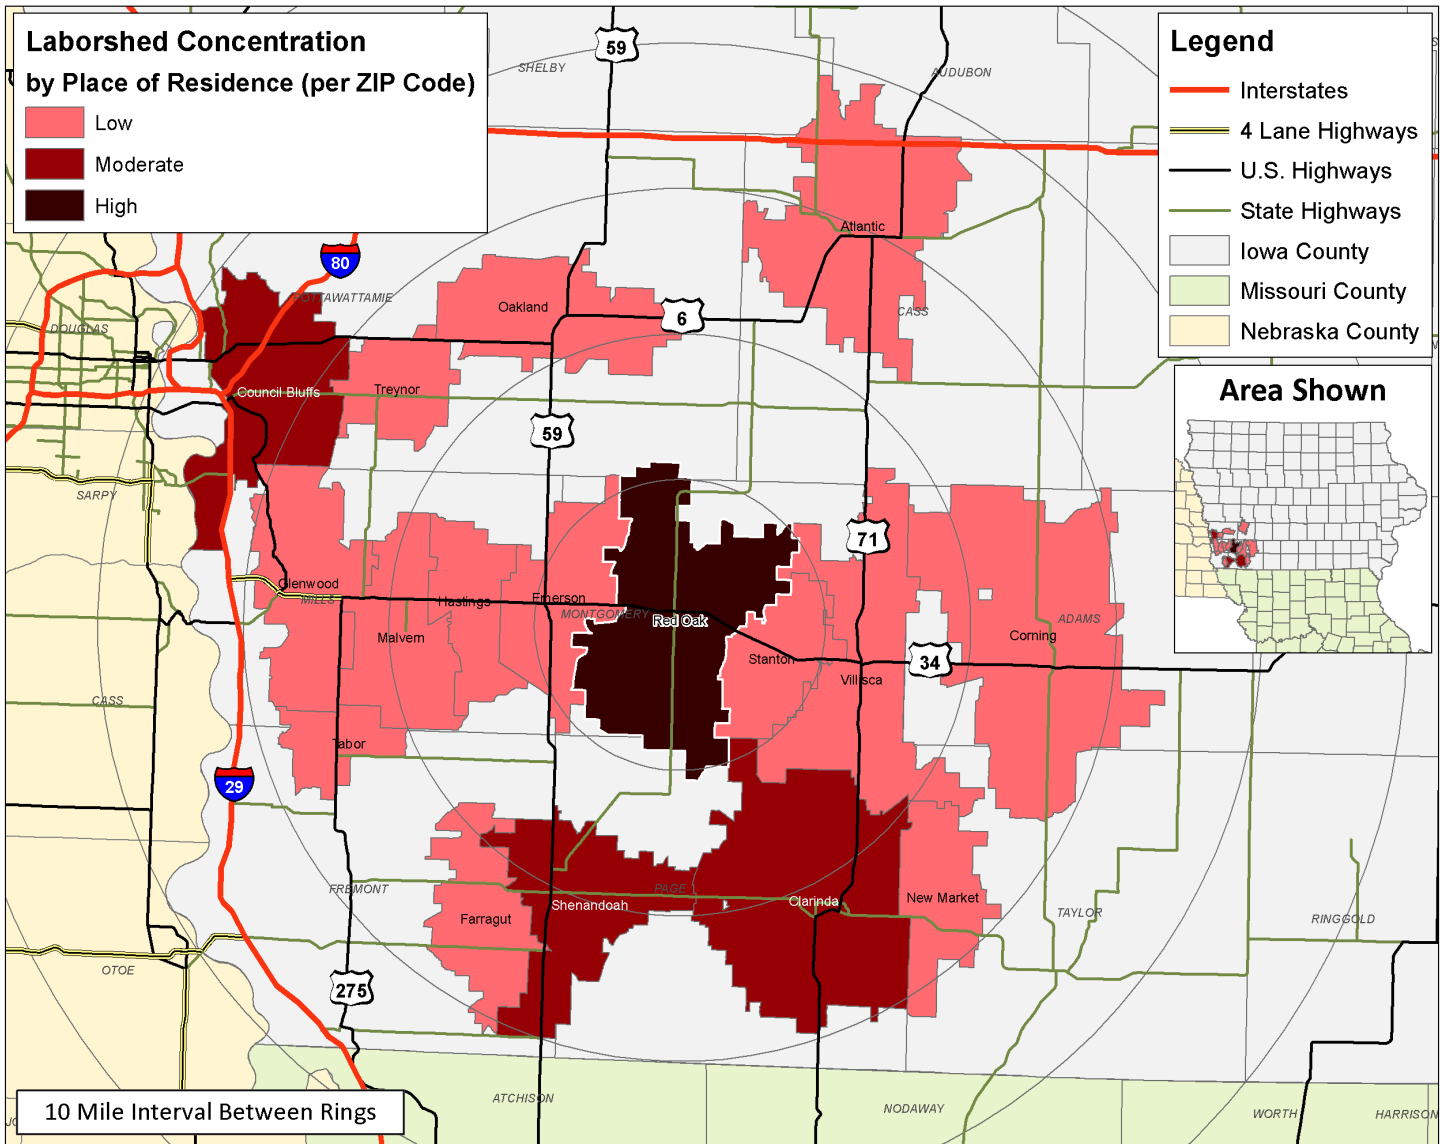 Laborshed Concentration
by Place of Residence (per ZIP Code)
Low
Moderate
High
Legend
Interstates
4 Lane Highways
U.S. Highways
State Highways
Iowa County
Missouri County
Nebraska County
Area Shown
59
SHELBY
AUDUBON
Atlantic
80
POTTAWATTAMIE
Oakland
6
CASS
DOUGLAS
Council Bluffs
Treynor
59
SARPY
71
Glenwood
MILLS
Hastings
Emerson
MONTGOMERY
Red Oak
Malvern
Stanton
Villisca
34
Corning
ADAMS
CASS
Tabor
29
FREMONT
PAGE
Shenandoah
Clarinda
New Market
Farragut
TAYLOR
RINGGOLD
OTOE
275
ATCHISON
NODAWAY
WORTH
HARRISON
10 Mile Interval Between Rings